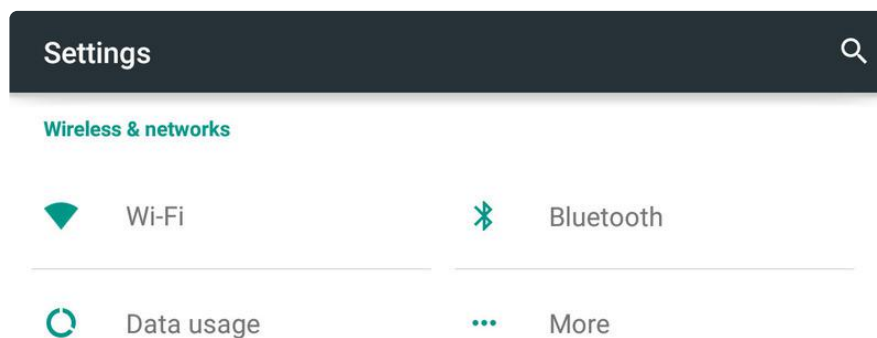 Settings
Wireless & networks
Wi-Fi
Bluetooth
Data usage
More